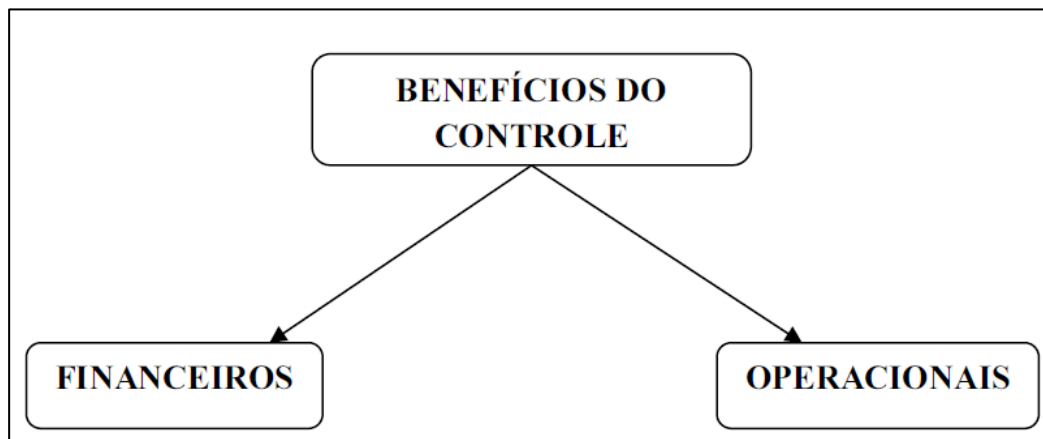 BENEFÍCIOS DO
CONTROLE
FINANCEIROS
OPERACIONAIS